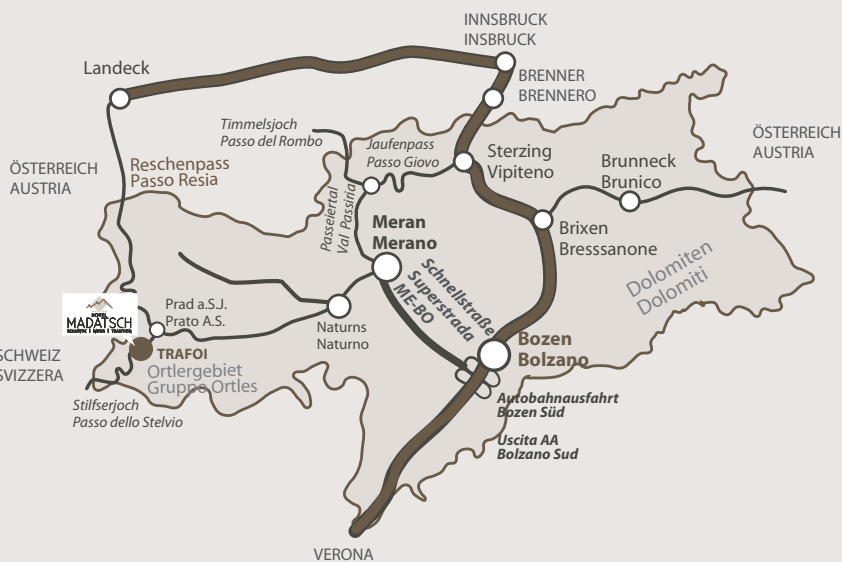 INNSBRUCK
INSBRUCK
Landeck
BRENNER
BRENNERO
Timmelsjoch
Passo del Rombo
Jaufenpass
Passo Giovo
Sterzing
Vipiteno
ÖSTERREICH
AUSTRIA
ÖSTERREICH
AUSTRIA
Reschenpass
Passo Resia
Brunneck
Brunico
Passeiertal
Val Passiria
Meran
Merano
Brixen
Bresssanone
Schnellstraße
Superstrada
ME-BO
Dolomiten
Dolomiti
HOTEL
MADATSCH
Prad a.S.J.
Prato A.S.
Naturns
Naturno
Bozen
Bolzano
SCHWEIZ
SVIZZERA
TRAFOI
Ortlergebiet
Gruppo Ortles
Stilfserjoch
Passo dello Stelvio
Autobahnausfahrt
Bozen Süd
Uscita AA
Bolzano Sud
VERONA